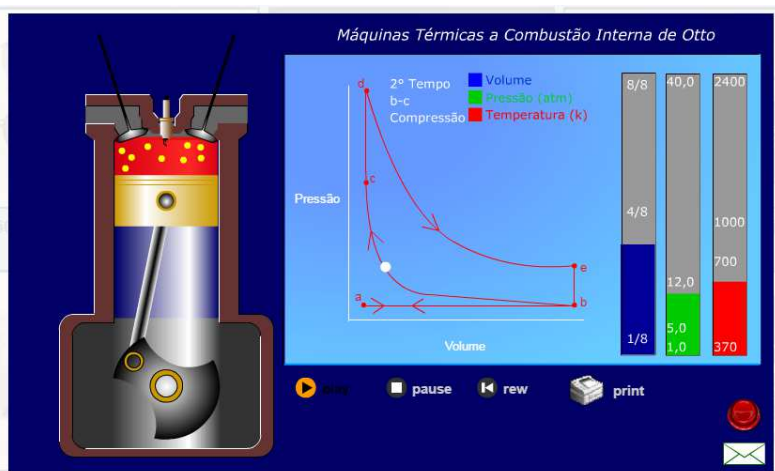 Máquinas Térmicas a Combustão Interna de Otto
2º Tempo
b-c
Compressão
Volume
Pressão (atm)
Temperatura (k)
d
c
a
b
e
Pressão
Volume
8/8
4/8
1/8
40,0
12,0
5,0
1,0
2400
1000
700
370
play
pause
rew
print